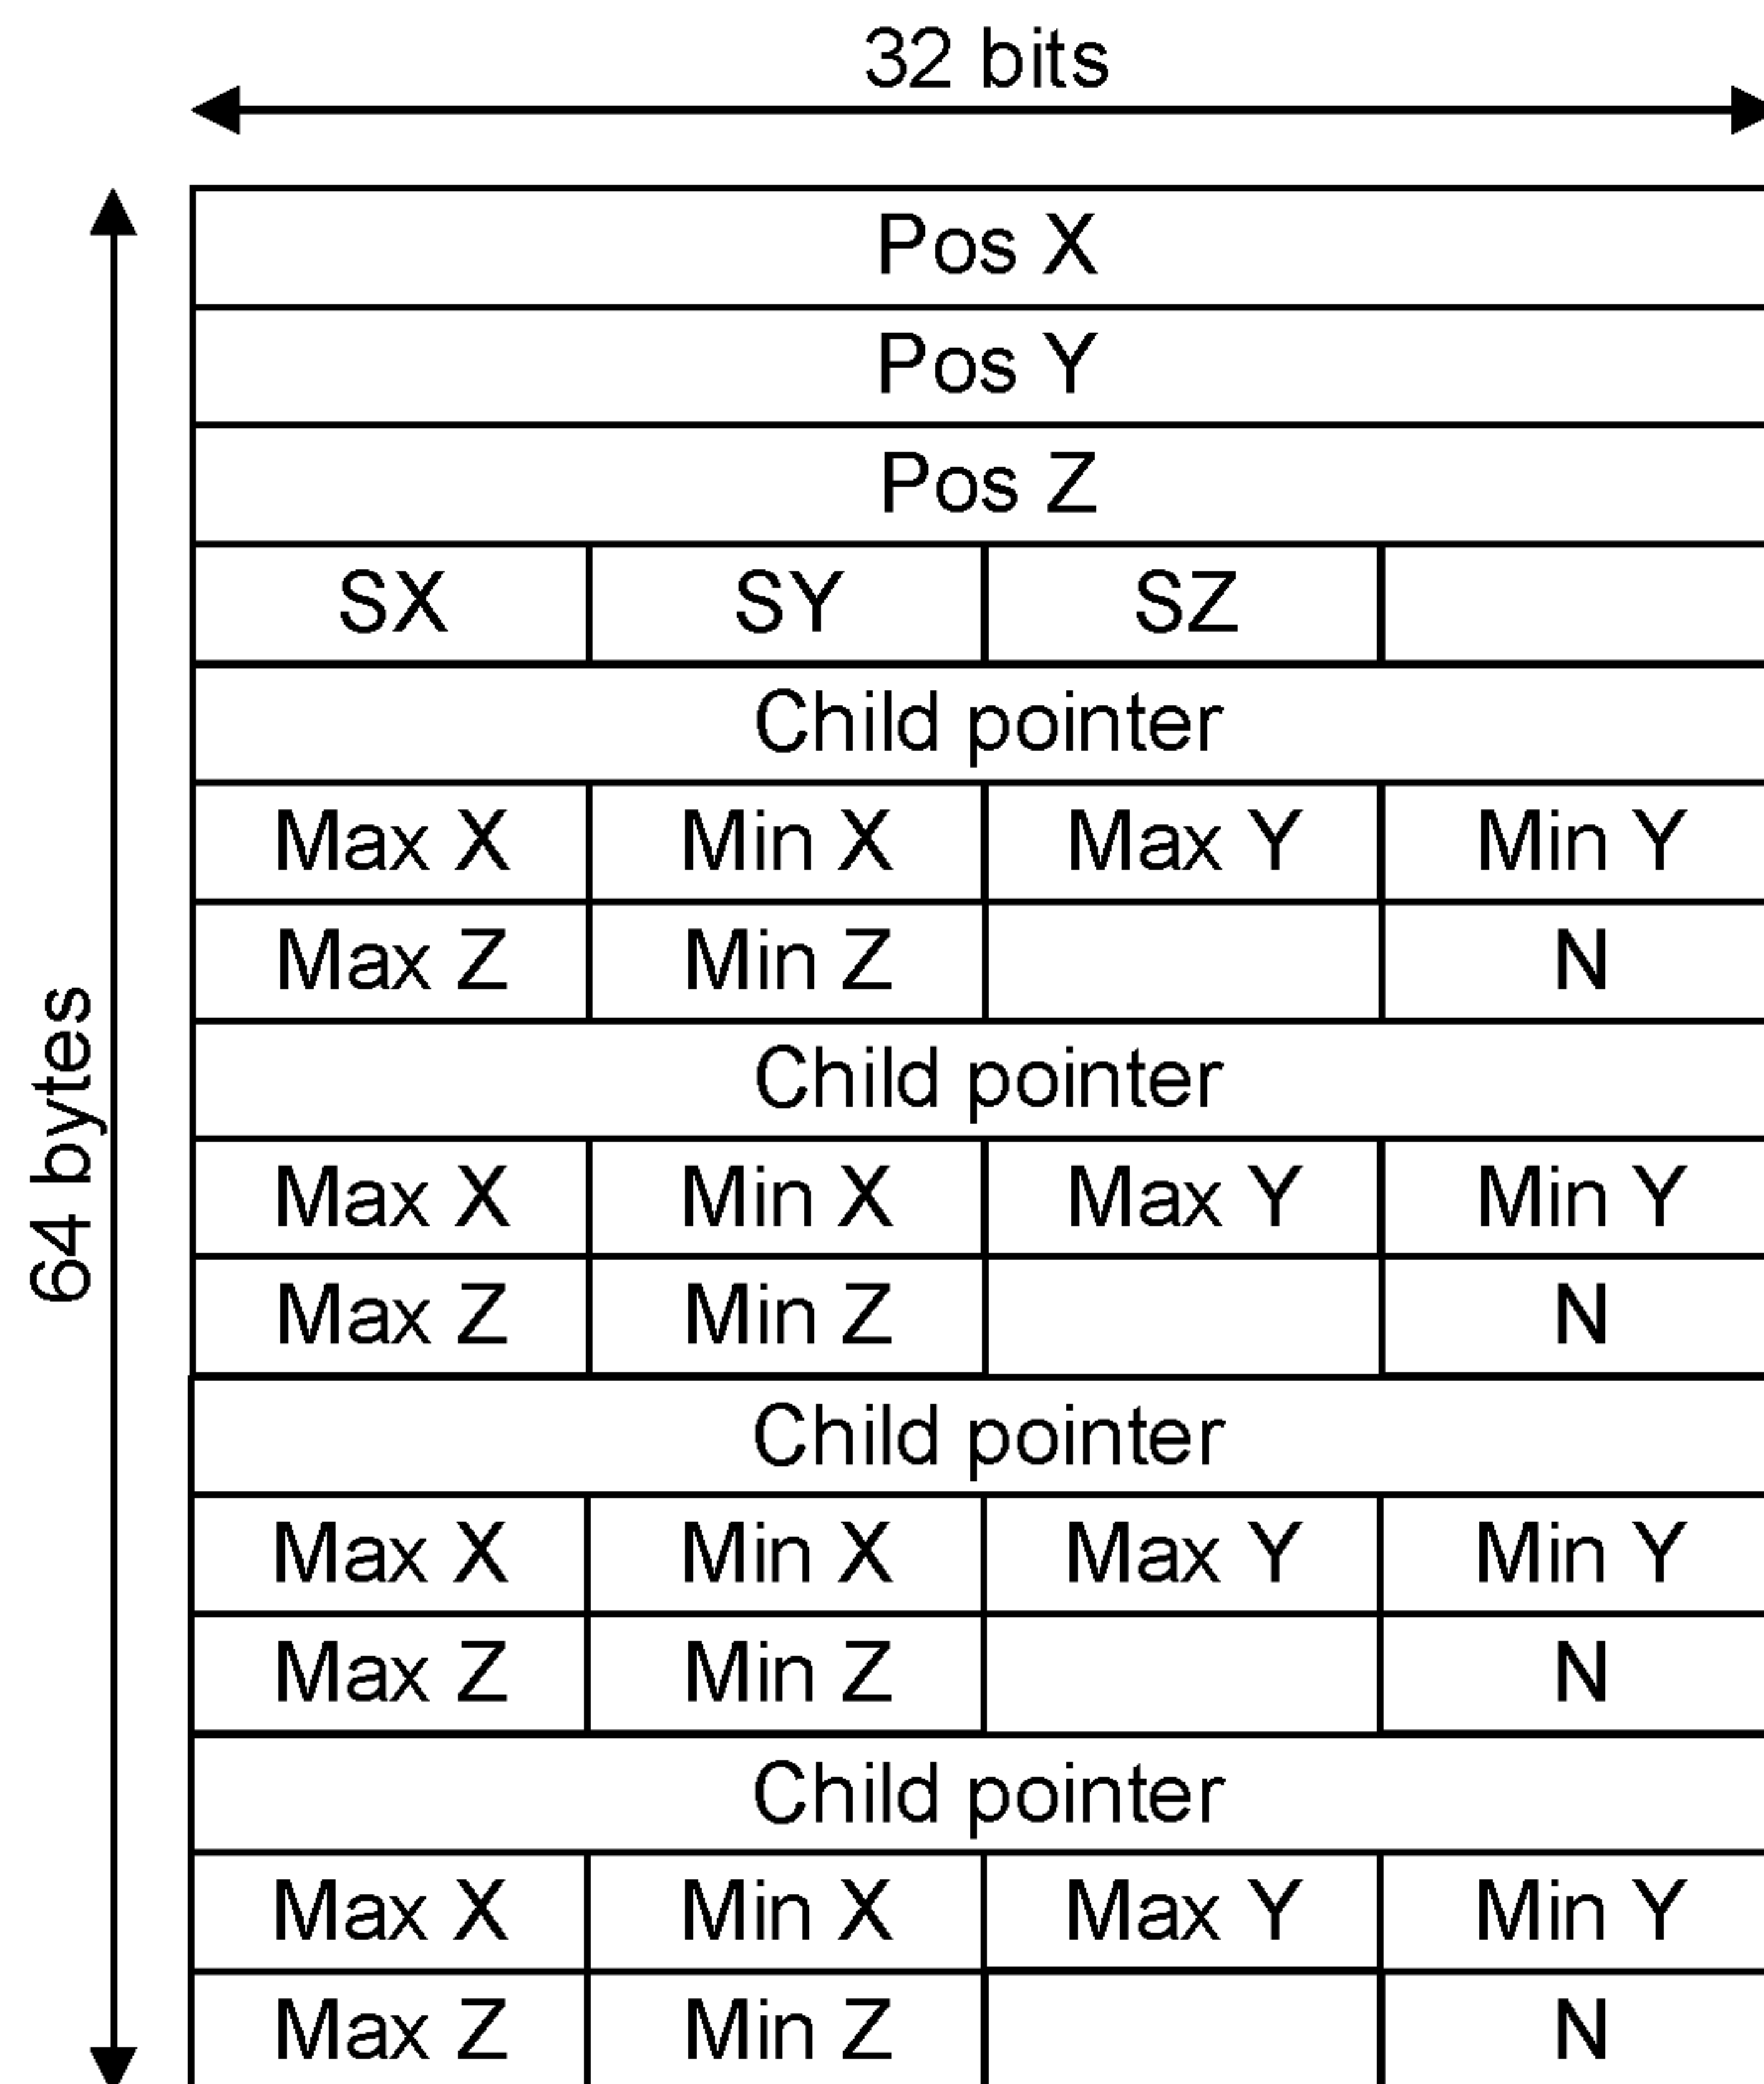 32 bits
64 bytes
Pos X
Pos Y
Pos Z
SX SY SZ
Child pointer
Max X Min X Max Y Min Y
Max Z Min Z N
Child pointer
Max X Min X Max Y Min Y
Max Z Min Z N
Child pointer
Max X Min X Max Y Min Y
Max Z Min Z N
Child pointer
Max X Min X Max Y Min Y
Max Z Min Z N